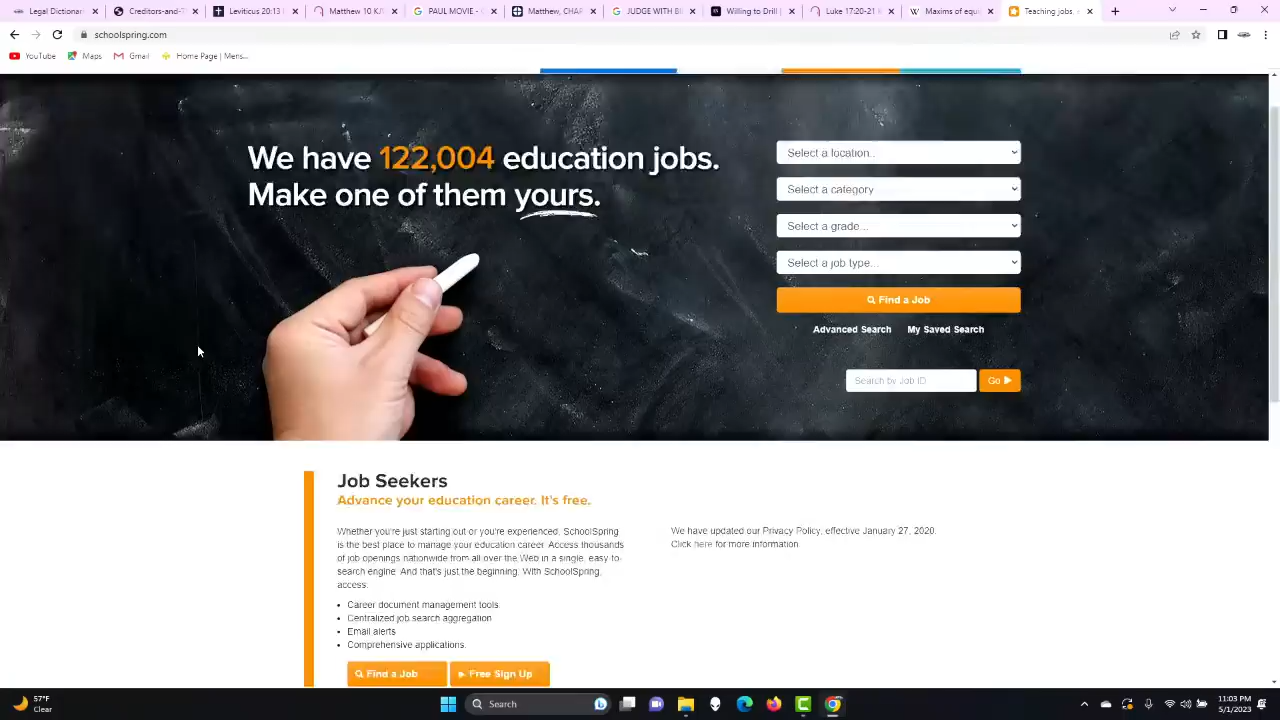 Legal Dictionar
Creditors-and-T
Leviticus 20:13
Matthew 10 KJV
PAUL MOVIE - G
Matthew, CHAP
JUDGE WITH BL
Willing to Drill
Luke 17:20-21 K
Maxims of equi
Teaching jobs,
schoolspring.com
YouTube
Maps
Gmail
Home Page | Mens...
We have 122,004 education jobs.
Make one of them yours.
Select a location..
Select a category
Select a grade...
Select a job type...
Find a Job
Advanced Search My Saved Search
Search by Job ID
Go
Job Seekers
Advance your education career. It's free.
Whether you're just starting out or you're experienced, SchoolSpring
is the best place to manage your education career. Access thousands
of job openings nationwide from all over the Web in a single, easy-to-
search engine. And that's just the beginning. With SchoolSpring,
access:
• Career document management tools.
• Centralized job search aggregation
• Email alerts
• Comprehensive applications.
Find a Job
Free Sign Up
We have updated our Privacy Policy, effective January 27, 2020.
Click here for more information.
57°F
Clear
Search
11:03 PM
5/1/2023